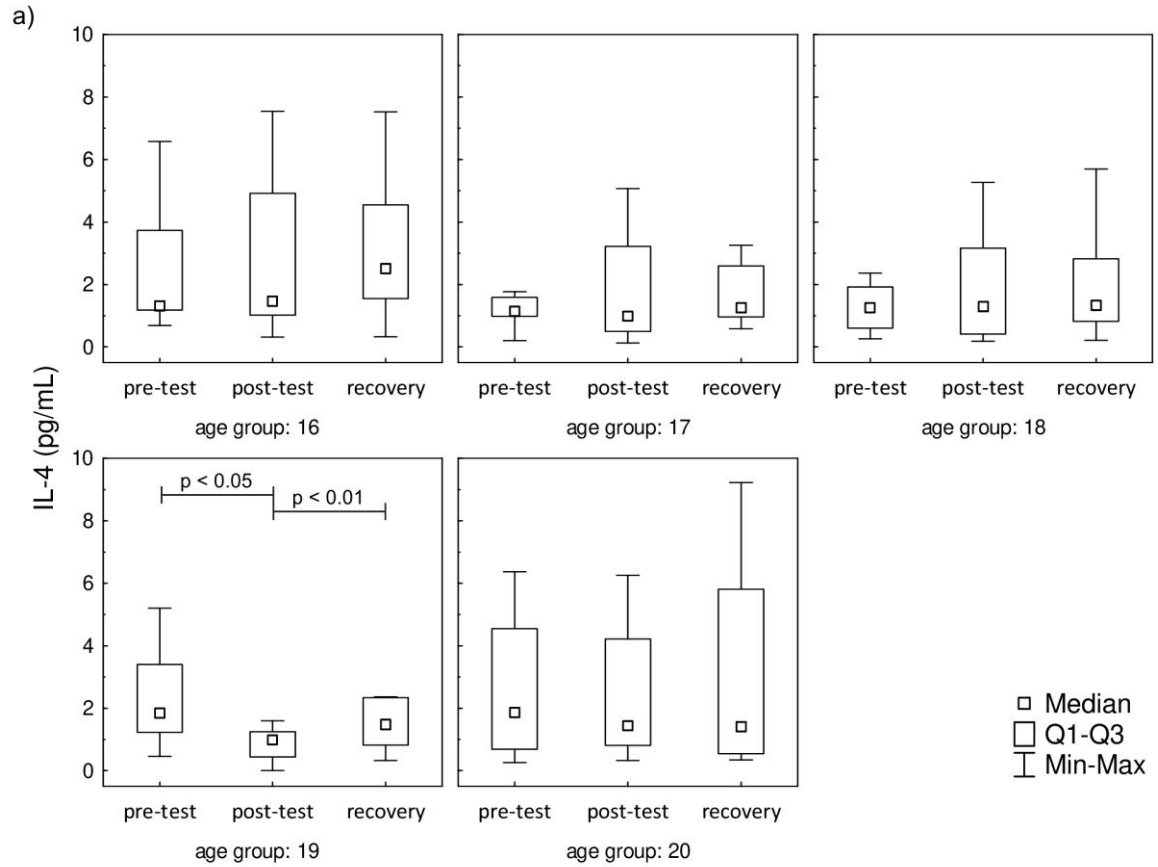 a)
IL-4 (pg/mL)
10
8
6
4
2
0
pre-test post-test recovery
age group: 16
pre-test post-test recovery
age group: 17
pre-test post-test recovery
age group: 18
10
8
6
4
2
0
p < 0.05
p < 0.01
pre-test post-test recovery
age group: 19
pre-test post-test recovery
age group: 20
Median
Q1-Q3
Min-Max